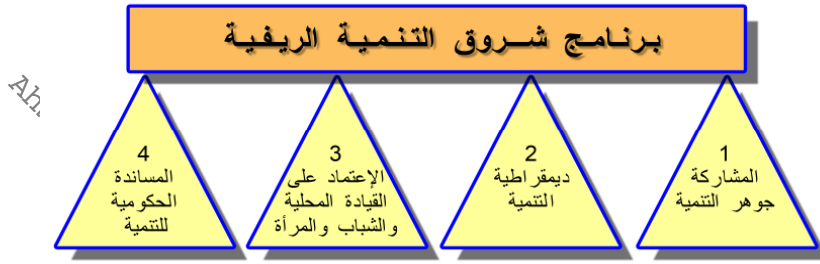 برنامج شروق التنمية الريفية
1
المشاركة
جوهر التنمية
2
ديمقراطية
التنمية
3
الإعتماد على
القيادة المحلية
والشباب والمرأة
4
المساندة
الحكومية
للتنمية